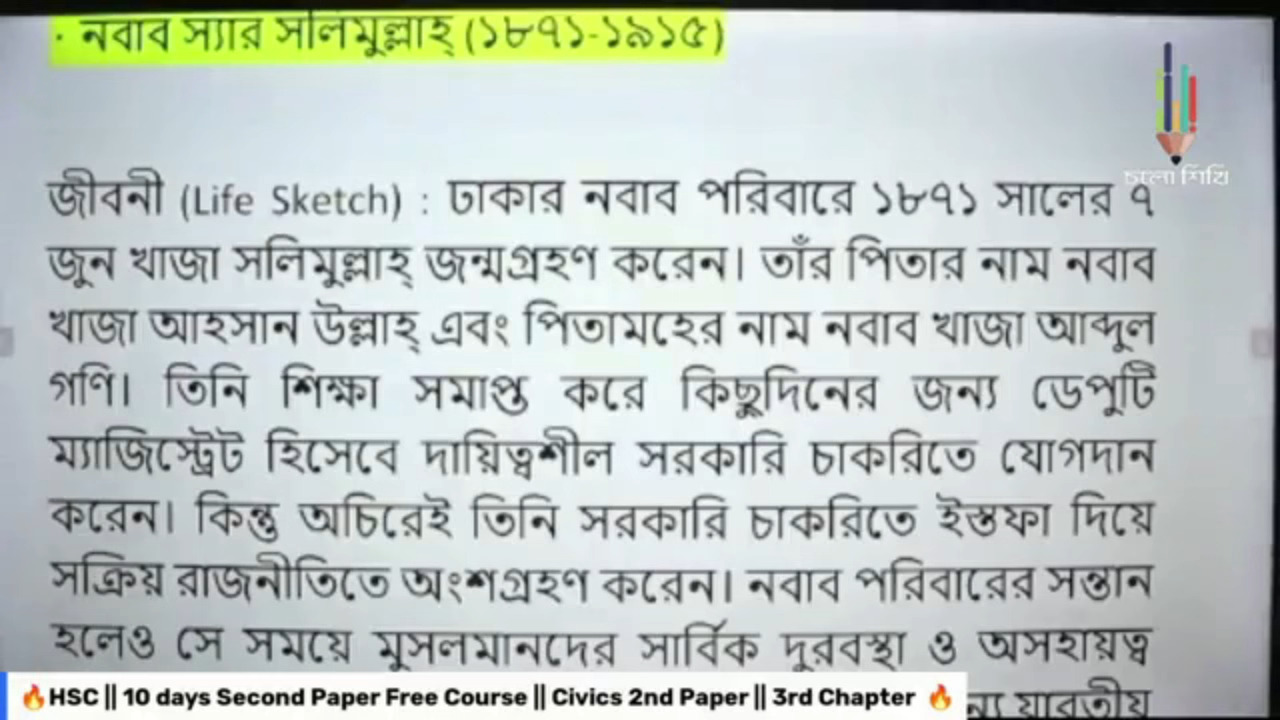 · নবাব স্যার সলিমুল্লাহ্ (১৮৭১-১৯১৫)
চলো শিখি
জীবনী (Life Sketch) : ঢাকার নবাব পরিবারে ১৮৭১ সালের ৭
জুন খাজা সলিমুল্লাহ্ জন্মগ্রহণ করেন। তাঁর পিতার নাম নবাব
খাজা আহসান উল্লাহ্ এবং পিতামহের নাম নবাব খাজা আব্দুল
গণি। তিনি শিক্ষা সমাপ্ত করে কিছুদিনের জন্য ডেপুটি
ম্যাজিস্ট্রেট হিসেবে দায়িত্বশীল সরকারি চাকরিতে যোগদান
করেন। কিন্তু অচিরেই তিনি সরকারি চাকরিতে ইস্তফা দিয়ে
সক্রিয় রাজনীতিতে অংশগ্রহণ করেন। নবাব পরিবারের সন্তান
হলেও সে সময়ে মুসলমানদের সার্বিক দুরবস্থা ও অসহায়ত্ব
যাবতীয়
🔥HSC || 10 days Second Paper Free Course || Civics 2nd Paper || 3rd Chapter 🔥